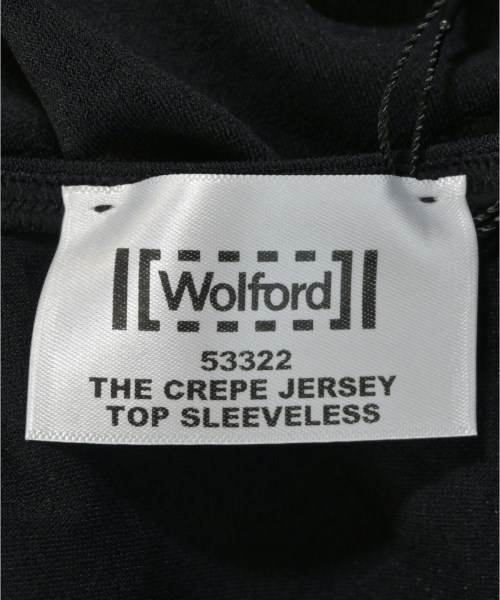 Wolford
53322
THE CREPE JERSEY
TOP SLEEVELESS